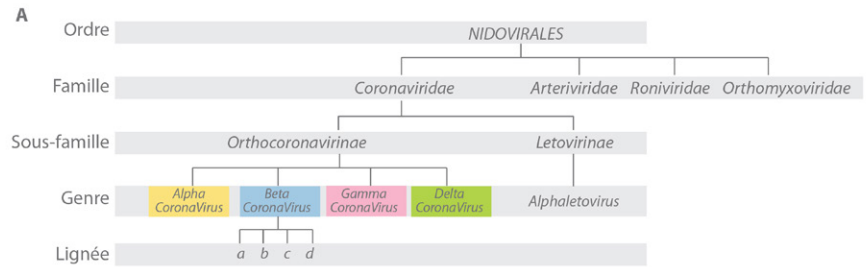 A
Ordre NIDOVIRALES
Famille Coronaviridae Arteriviridae Roniviridae Orthomyxoviridae
Sous-famille Orthocoronavirinae Letovirinae
Genre Alpha CoronaVirus Beta CoronaVirus Gamma CoronaVirus Delta CoronaVirus Alphaletovirus
Lignée a b c d